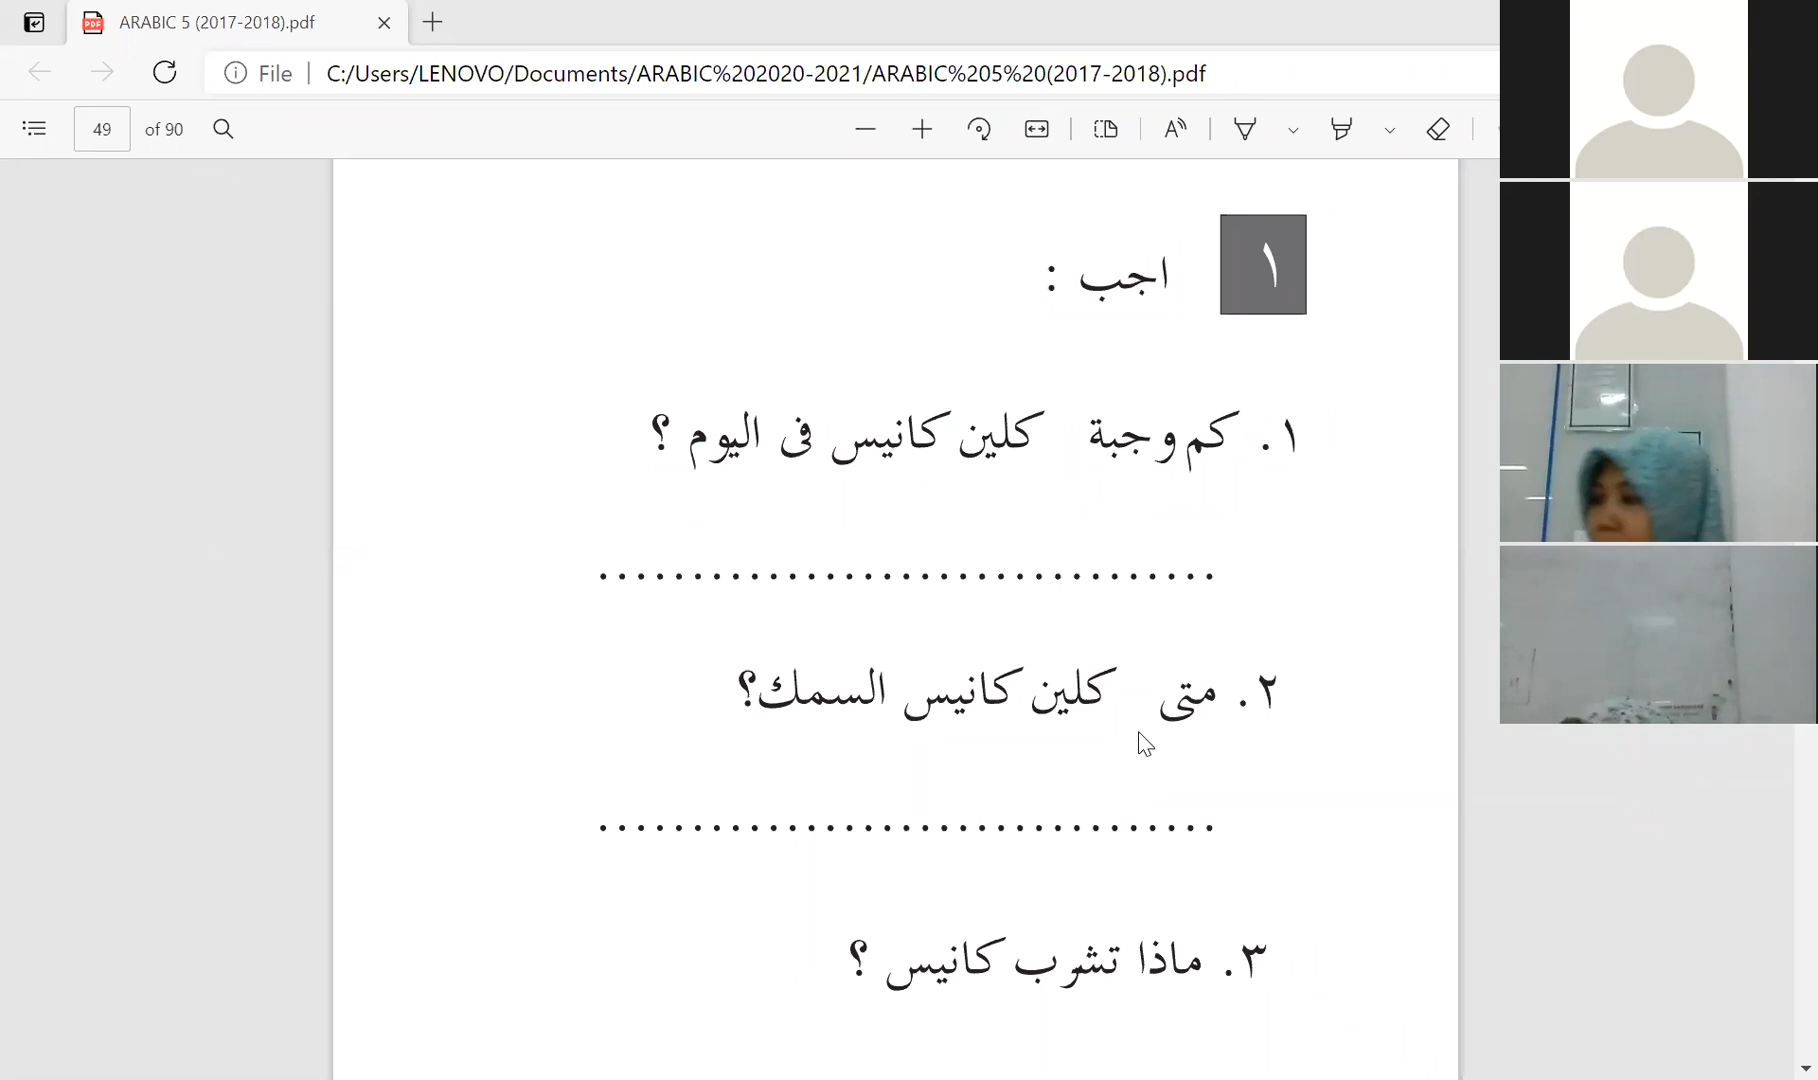 ARABIC 5 (2017-2018).pdf
File | C:/Users/LENOVO/Documents/ARABIC%202020-2021/ARABIC%205%20(2017-2018).pdf
49 of 90
١
اجب :
١. كم وجبة كلين كانيس فى اليوم ؟
.................................
٢. متى كلين كانيس السمك؟
.................................
٣. ماذا تشرب كانيس ؟